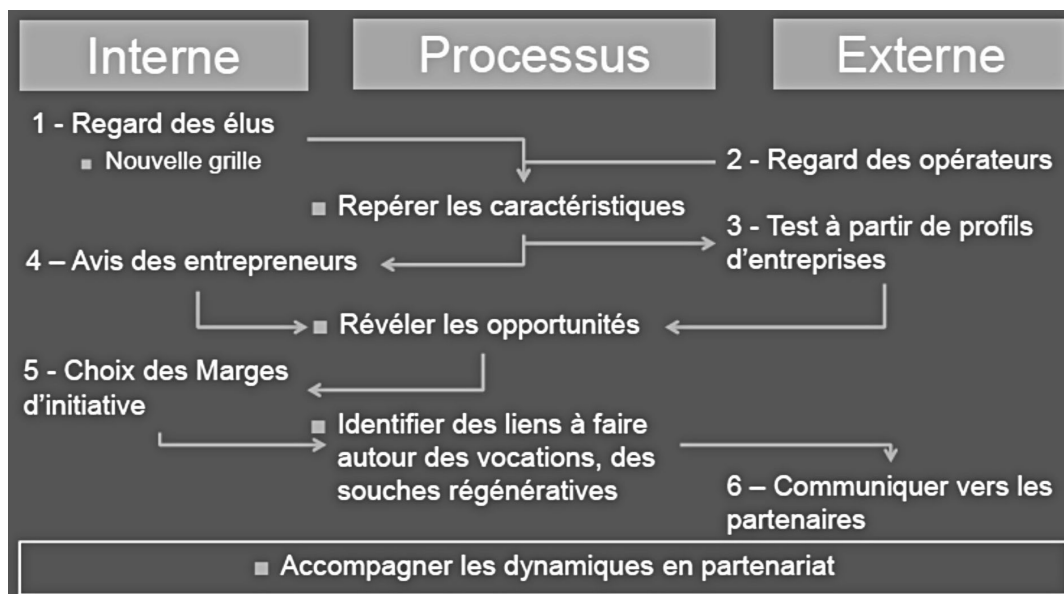 Interne
Processus
Externe
1 - Regard des élus
▪ Nouvelle grille
2 - Regard des opérateurs
▪ Repérer les caractéristiques
3 - Test à partir de profils
d'entreprises
4 – Avis des entrepreneurs
▪ Révéler les opportunités
5 - Choix des Marges
d'initiative
▪ Identifier des liens à faire
autour des vocations, des
souches régénératives
6 – Communiquer vers les
partenaires
▪ Accompagner les dynamiques en partenariat